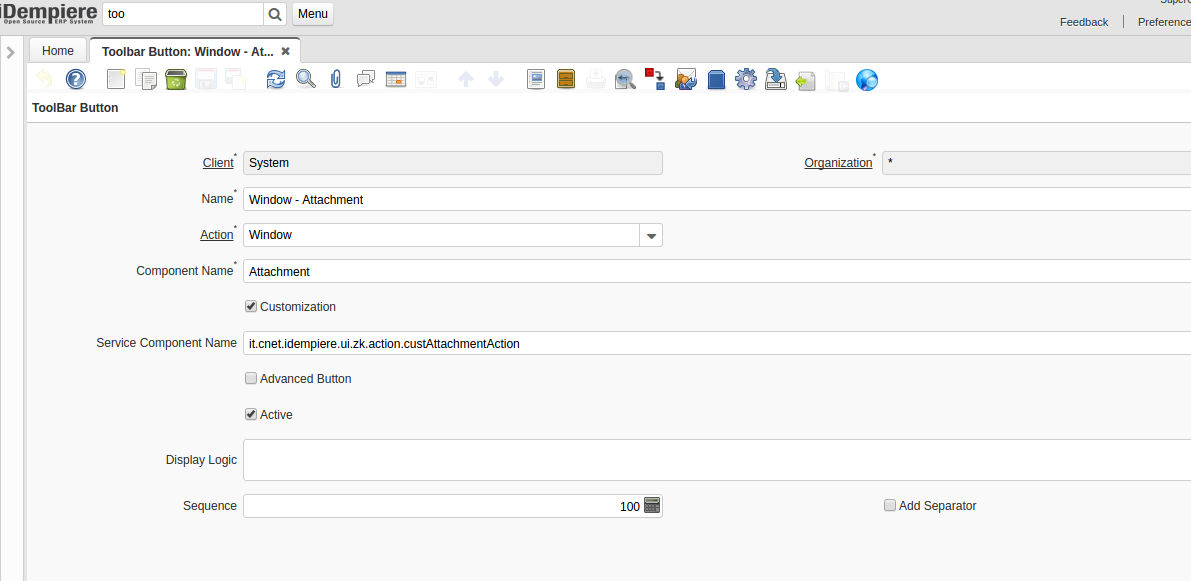 Supero
iDempiere
Open Source ERP System
too
Menu
Feedback
Preference
Home
Toolbar Button: Window - At...
ToolBar Button
Client*
System
Organization*
*
Name*
Window - Attachment
Action*
Window
Component Name*
Attachment
Customization
Service Component Name
it.cnet.idempiere.ui.zk.action.custAttachmentAction
Advanced Button
Active
Display Logic
Sequence
100
Add Separator